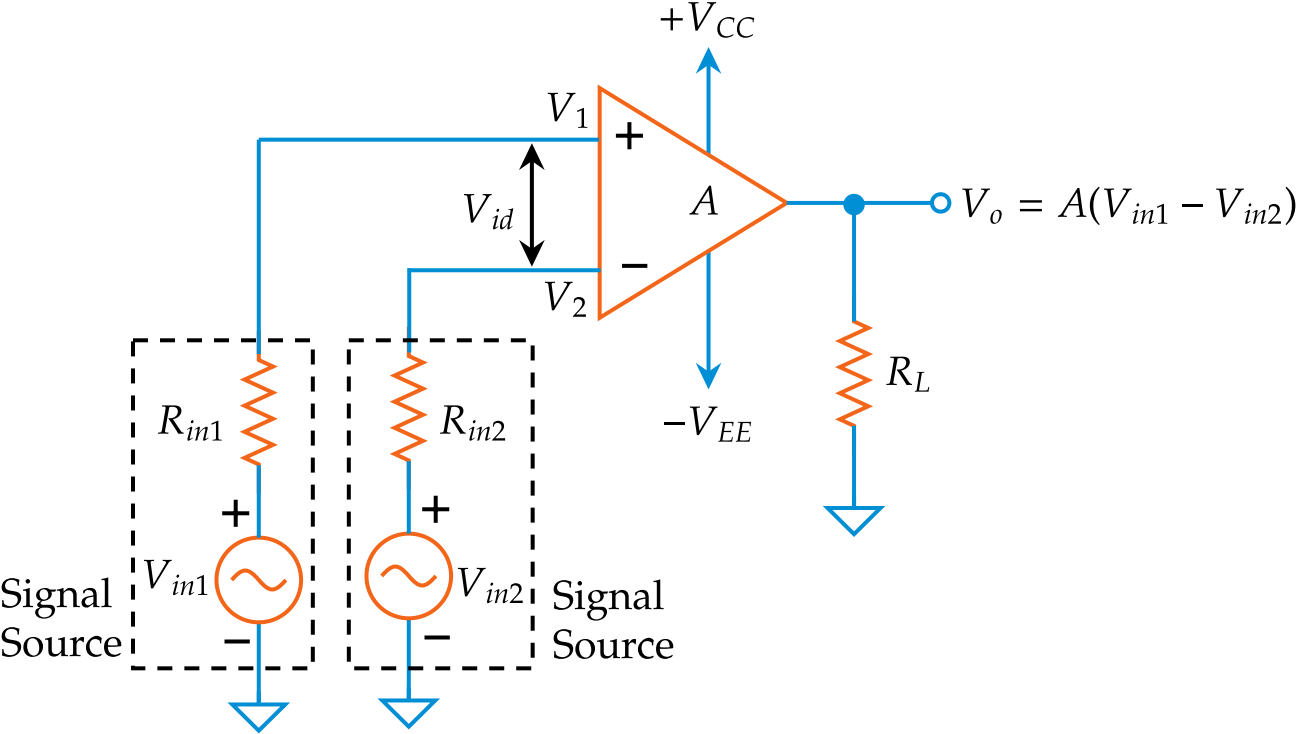 +V_CC
V_1
+
V_id
A
V_o = A(V_in1 − V_in2)
−
V_2
R_L
−V_EE
R_in1
R_in2
+
+
V_in1
V_in2
Signal
Source
Signal
Source
−
−